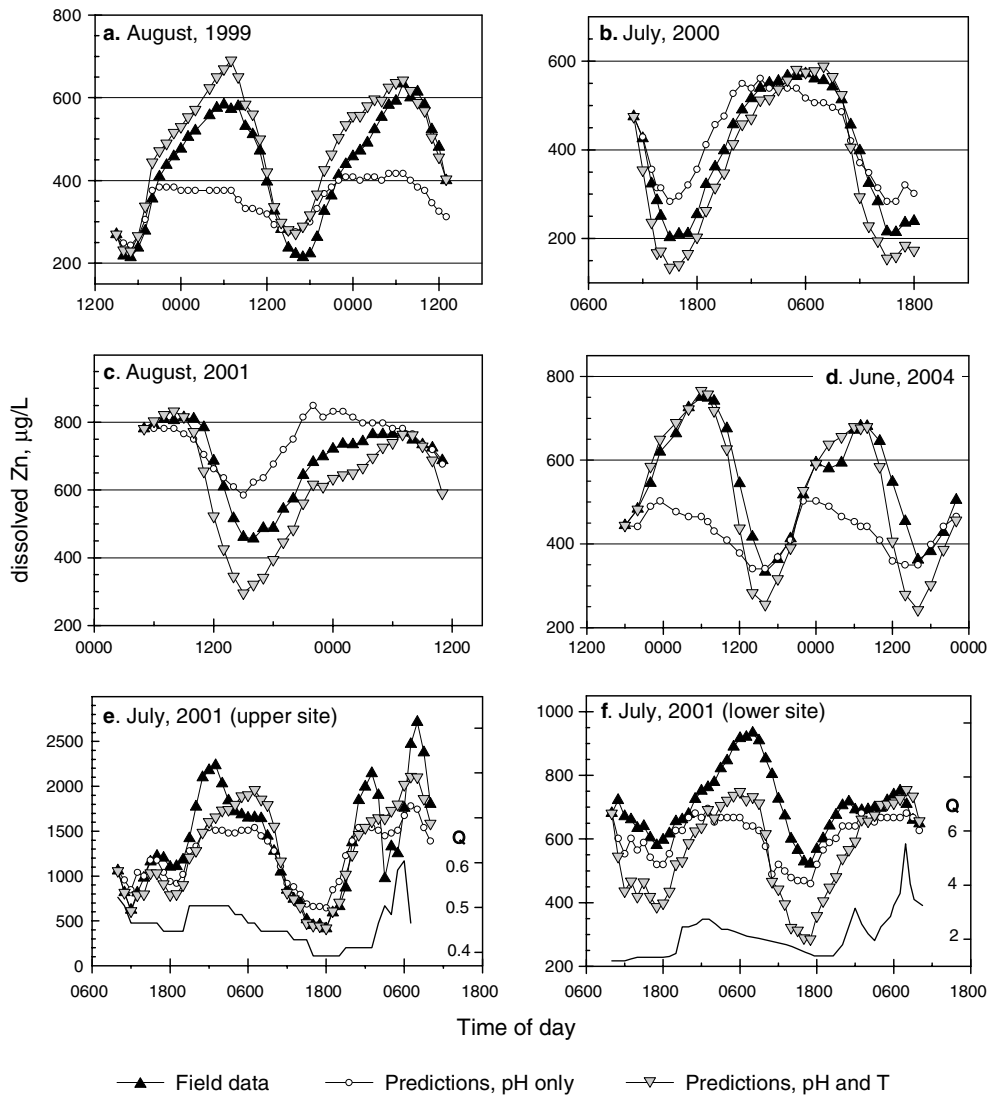 a. August, 1999
800
600
400
200
1200 0000 1200 0000 1200
b. July, 2000
600
400
200
0600 1800 0600 1800
c. August, 2001
800
600
400
200
0000 1200 0000 1200
d. June, 2004
800
600
400
200
1200 0000 1200 0000 1200 0000
dissolved Zn, µg/L
e. July, 2001 (upper site)
2500
2000
1500
1000
500
0
Q
0.6
0.5
0.4
0600 1800 0600 1800 0600 1800
f. July, 2001 (lower site)
1000
800
600
400
200
Q
6
4
2
0600 1800 0600 1800 0600 1800
Time of day
Field data
Predictions, pH only
Predictions, pH and T